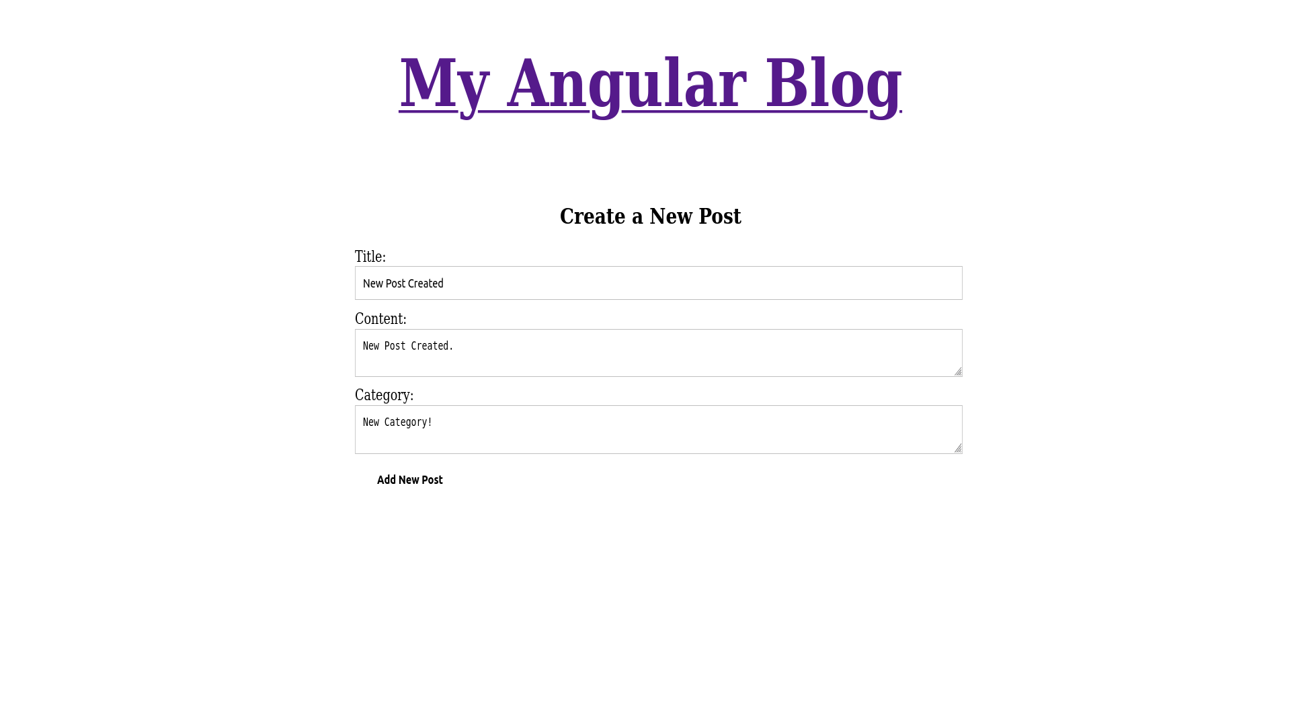 My Angular Blog
Create a New Post
Title:
New Post Created
Content:
New Post Created.
Category:
New Category!
Add New Post